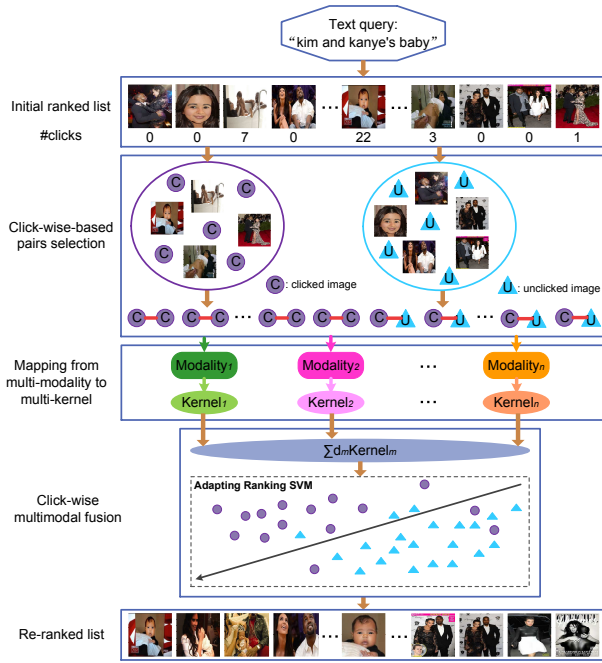 Text query:
“kim and kanye's baby”
Initial ranked list
...
...
#clicks
0 0 7 0 22 3 0 0 1
Click-wise-based
pairs selection
C
C
C
C
C
U
U
U
U
U
U
U
C : clicked image
U : unclicked image
C C C C ... C C C C C U C U ... C U C U
Mapping from
multi-modality to
multi-kernel
Modality1 Modality2 ... Modalityn
Kernel1 Kernel2 ... Kerneln
∑dmKernelm
Click-wise
multimodal fusion
Adapting Ranking SVM
Re-ranked list
...
...